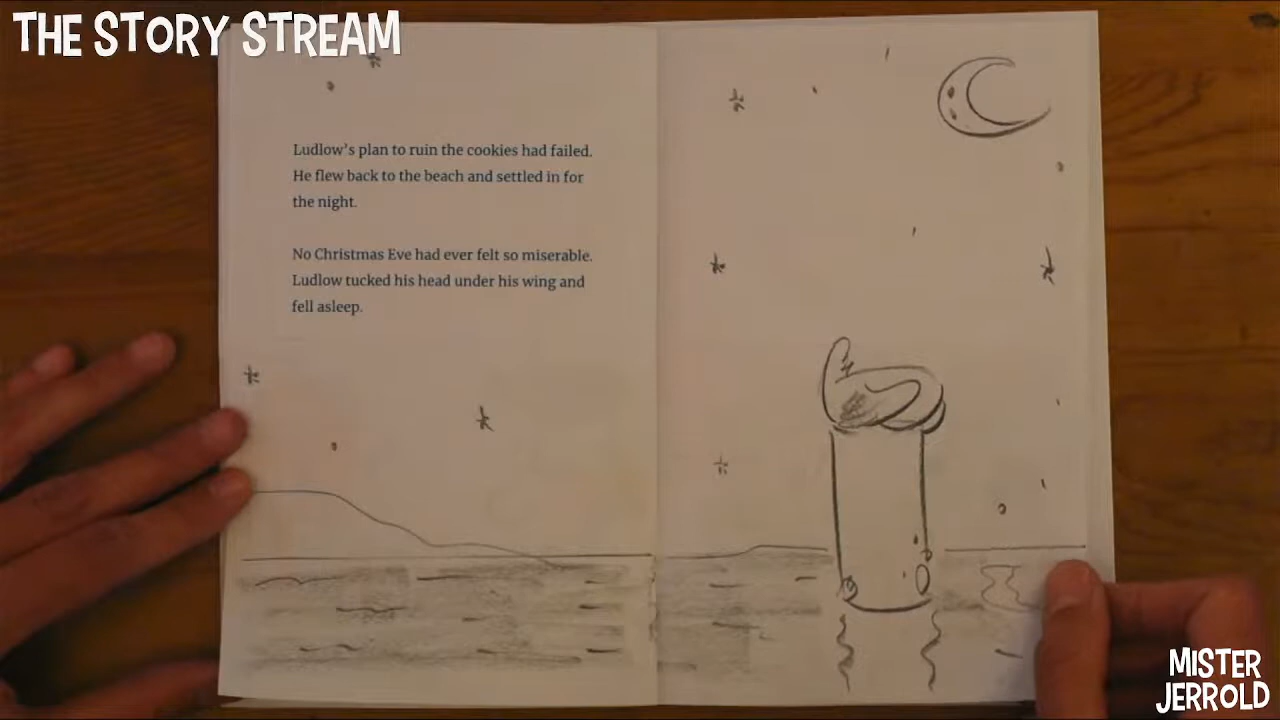 THE STORY STREAM
Ludlow's plan to ruin the cookies had failed.
He flew back to the beach and settled in for
the night.
No Christmas Eve had ever felt so miserable.
Ludlow tucked his head under his wing and
fell asleep.
MISTER
JERROLD